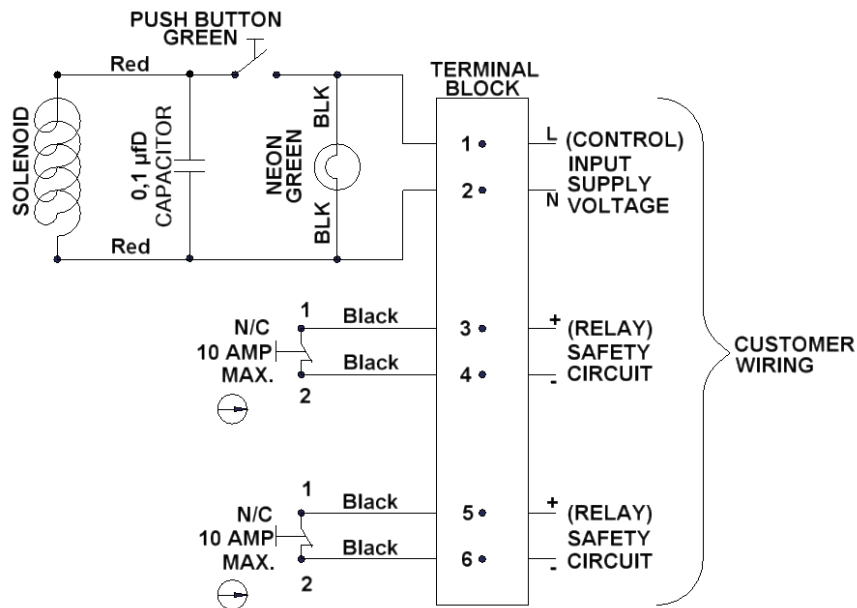 PUSH BUTTON
GREEN
Red
SOLENOID
0,1 µfD
CAPACITOR
BLK
NEON
GREEN
BLK
Red
TERMINAL
BLOCK
1
2
L
N
(CONTROL)
INPUT
SUPPLY
VOLTAGE
1
N/C
10 AMP
MAX.
2
Black
Black
3
4
+
-
(RELAY)
SAFETY
CIRCUIT
CUSTOMER
WIRING
1
N/C
10 AMP
MAX.
2
Black
Black
5
6
+
-
(RELAY)
SAFETY
CIRCUIT